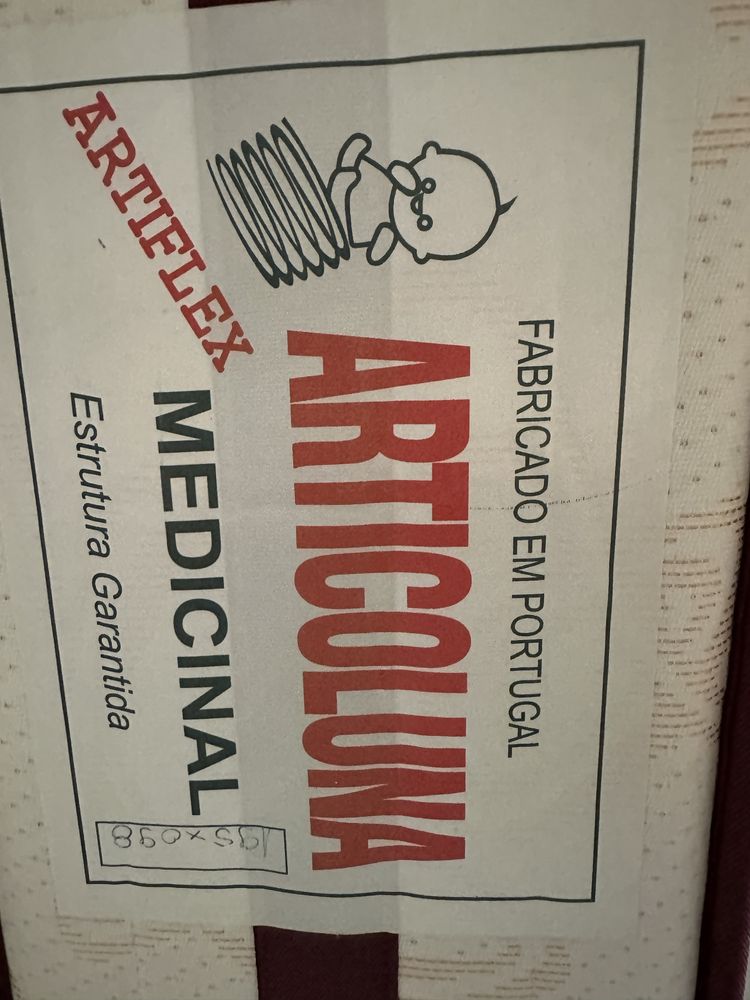 FABRICADO EM PORTUGAL
ARTICOLUNA
ARTIFLEX
MEDICINAL
195x098
Estrutura Garantida